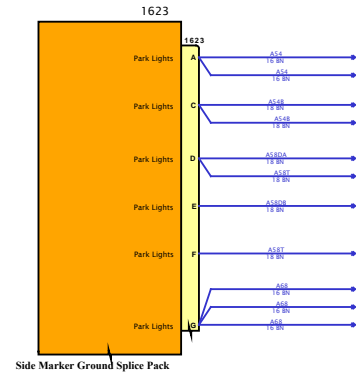 1623
1623
Park Lights A A54
16 BN
A54
16 BN
Park Lights C A54B
18 BN
A54B
18 BN
Park Lights D A58DA
18 BN
A58T
18 BN
Park Lights E A58DB
18 BN
Park Lights F A58T
18 BN
A68
16 BN
A68
16 BN
Park Lights G A68
16 BN
Side Marker Ground Splice Pack